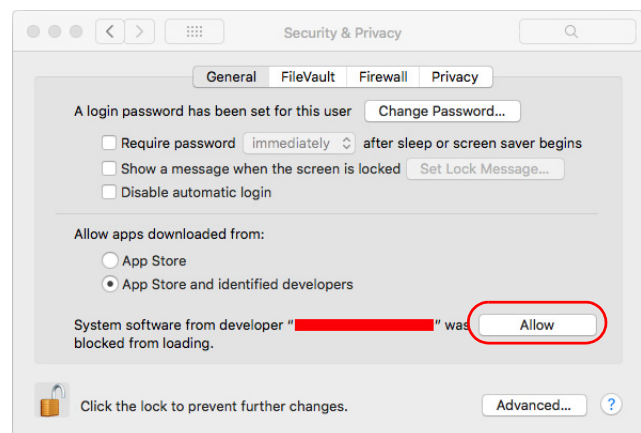 Security & Privacy
General FileVault Firewall Privacy
A login password has been set for this user Change Password...
Require password immediately after sleep or screen saver begins
Show a message when the screen is locked Set Lock Message...
Disable automatic login
Allow apps downloaded from:
App Store
App Store and identified developers
System software from developer “ ” was Allow
blocked from loading.
Click the lock to prevent further changes. Advanced... ?